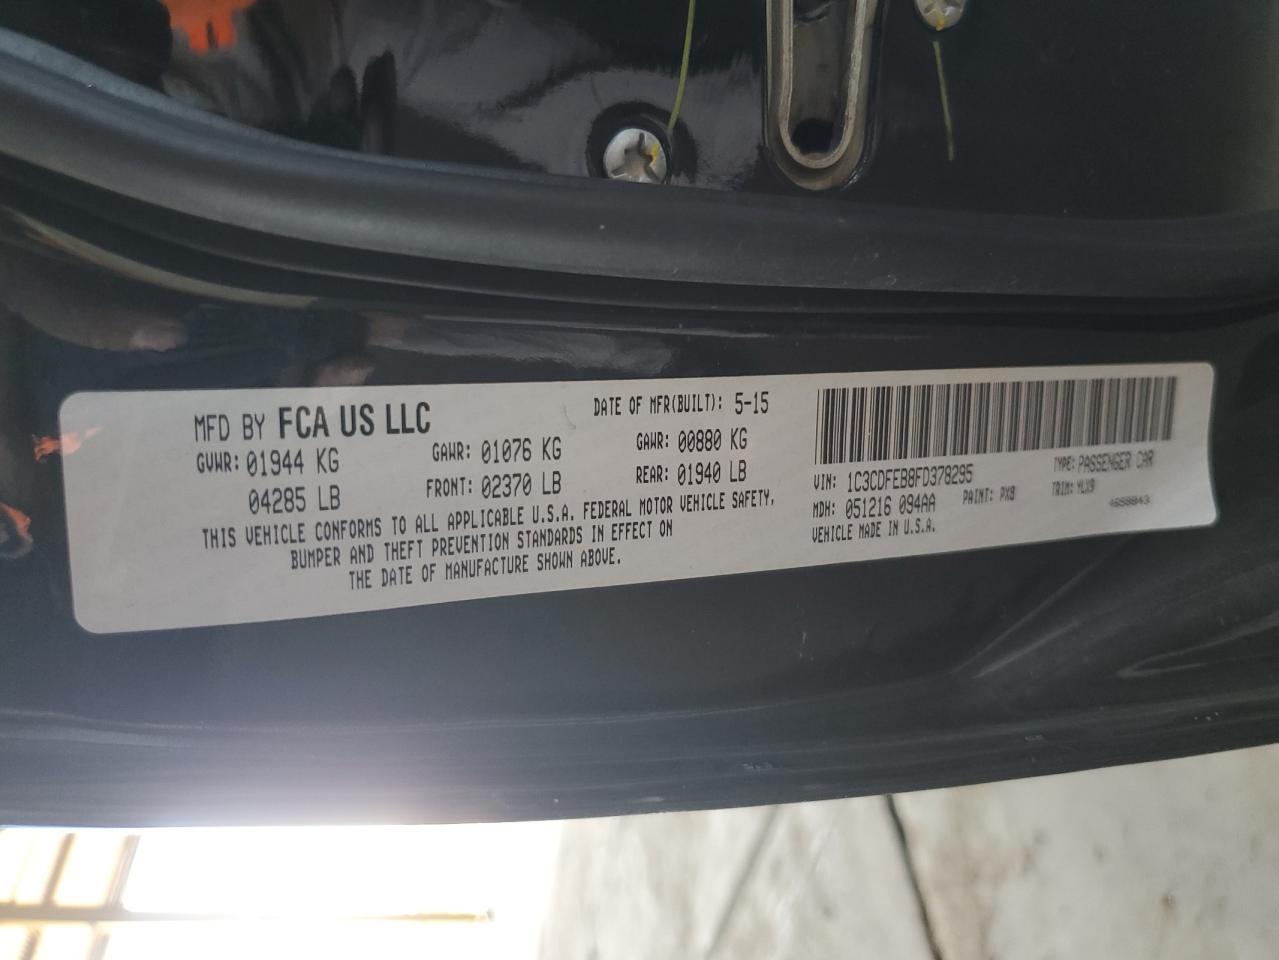 MFD BY FCA US LLC
DATE OF MFR(BUILT): 5-15
GVWR: 01944 KG
04285 LB
GAWR: 01076 KG
FRONT: 02370 LB
GAWR: 00880 KG
REAR: 01940 LB
THIS VEHICLE CONFORMS TO ALL APPLICABLE U.S.A. FEDERAL MOTOR VEHICLE SAFETY,
BUMPER AND THEFT PREVENTION STANDARDS IN EFFECT ON
THE DATE OF MANUFACTURE SHOWN ABOVE.
VIN: 1C3CDFEB8FD378295
TYPE: PASSENGER CAR
MDH: 051216 094AA
PAINT: PX8
TRIM: VLX9
VEHICLE MADE IN U.S.A.
4658843